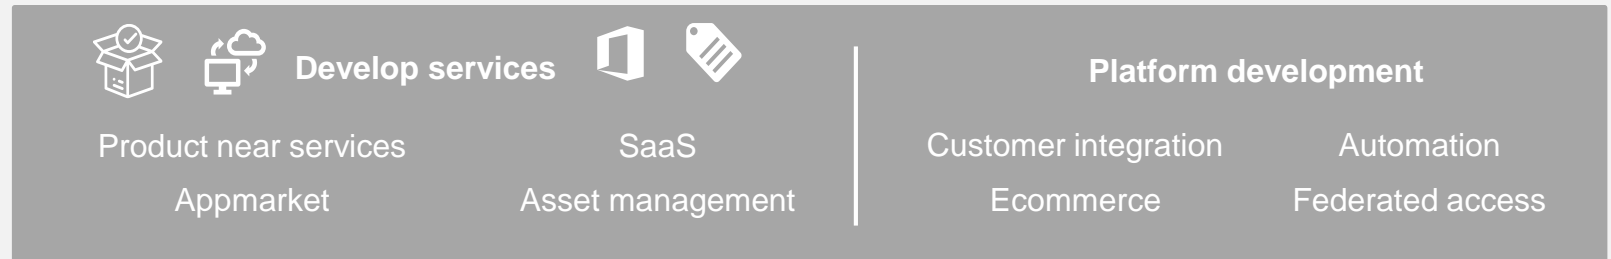 Develop services
Product near services
SaaS
Appmarket
Asset management
Platform development
Customer integration
Automation
Ecommerce
Federated access